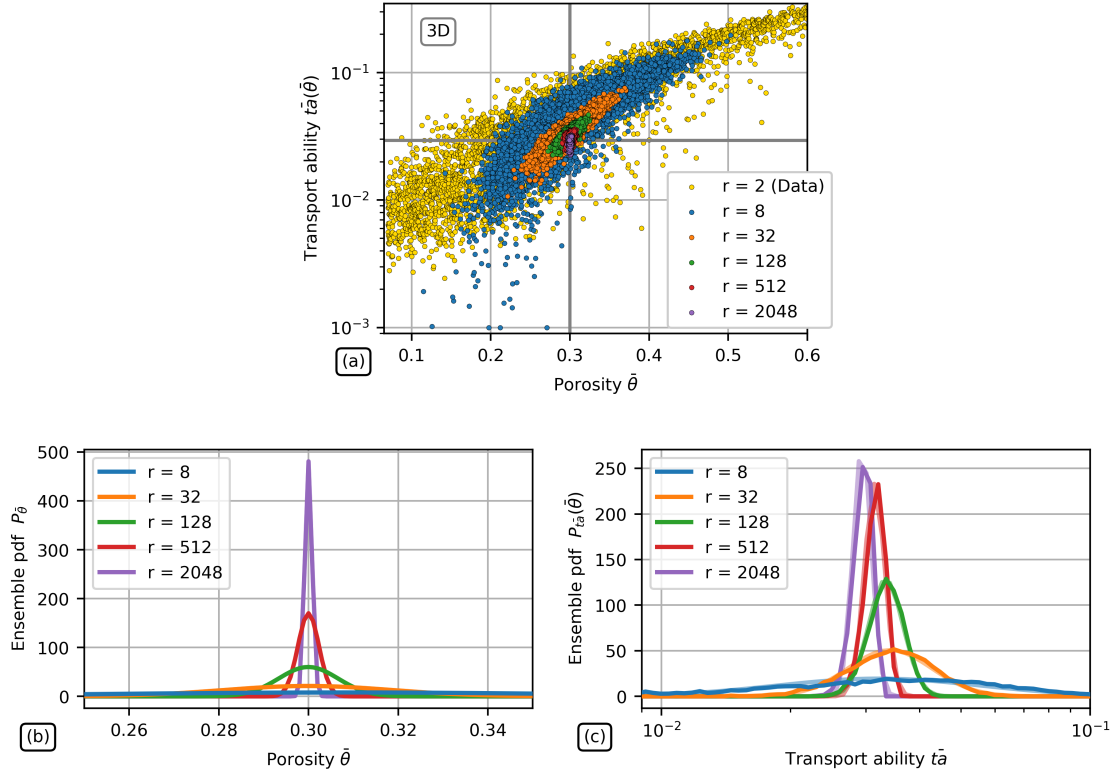 3D
10⁻¹
10⁻²
10⁻³
Transport ability t̄a(θ̄)
r = 2 (Data)
r = 8
r = 32
r = 128
r = 512
r = 2048
0.1 0.2 0.3 0.4 0.5 0.6
(a)
Porosity θ̄
500
400
300
200
100
0
Ensemble pdf P_θ̄
r = 8
r = 32
r = 128
r = 512
r = 2048
0.26 0.28 0.30 0.32 0.34
(b)
Porosity θ̄
250
200
150
100
50
0
Ensemble pdf P_t̄a(θ̄)
r = 8
r = 32
r = 128
r = 512
r = 2048
10⁻² 10⁻¹
(c)
Transport ability t̄a